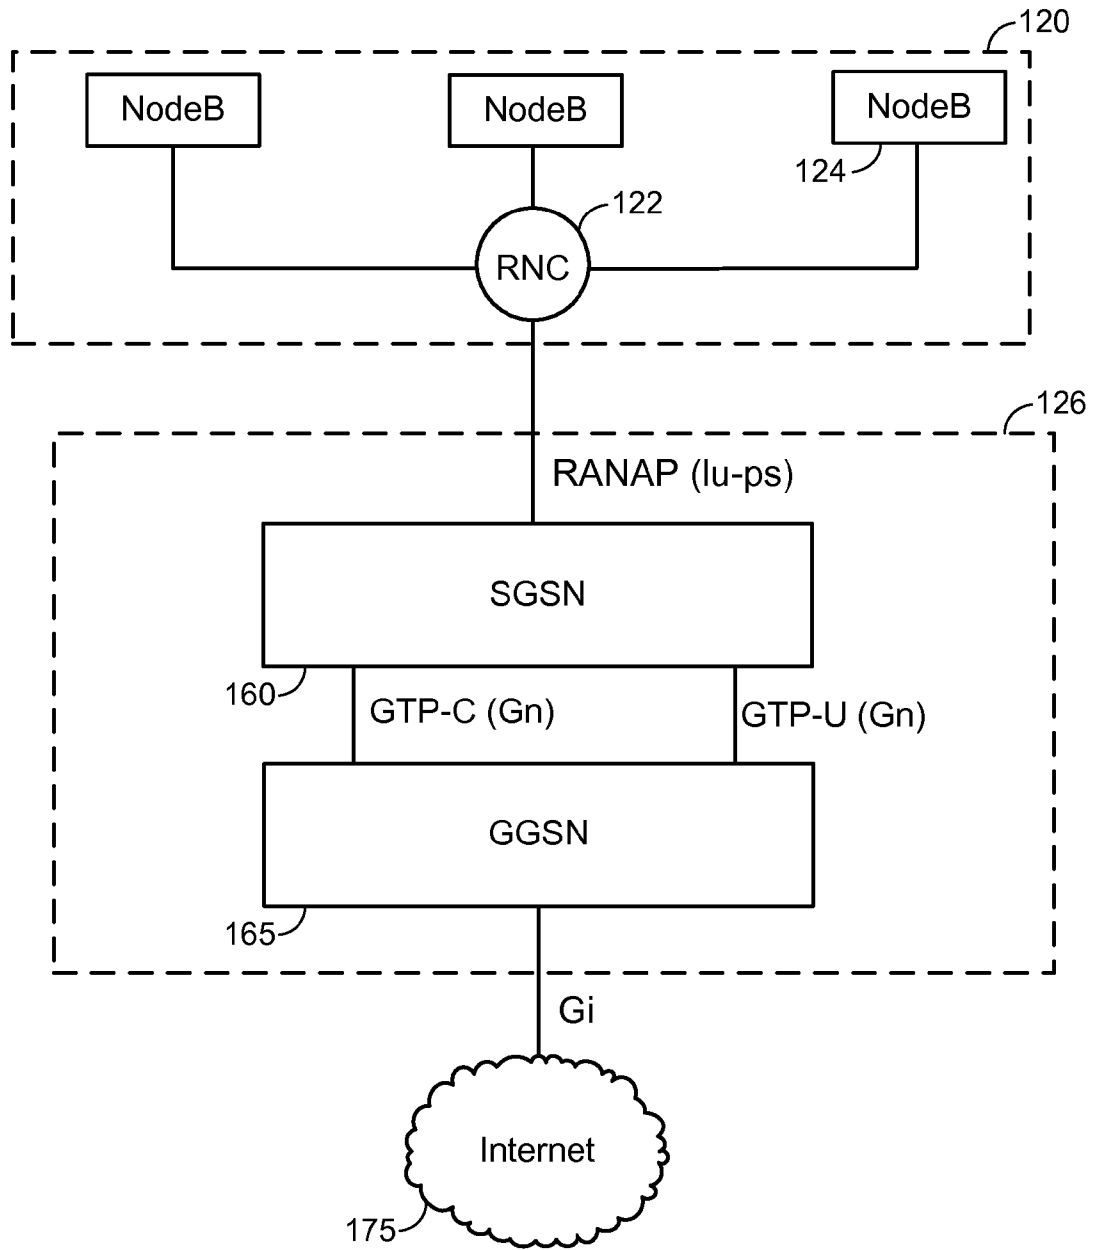 120
NodeB
NodeB
NodeB
124
122
RNC
126
RANAP (Iu-ps)
SGSN
160
GTP-C (Gn)
GTP-U (Gn)
GGSN
165
Gi
Internet
175